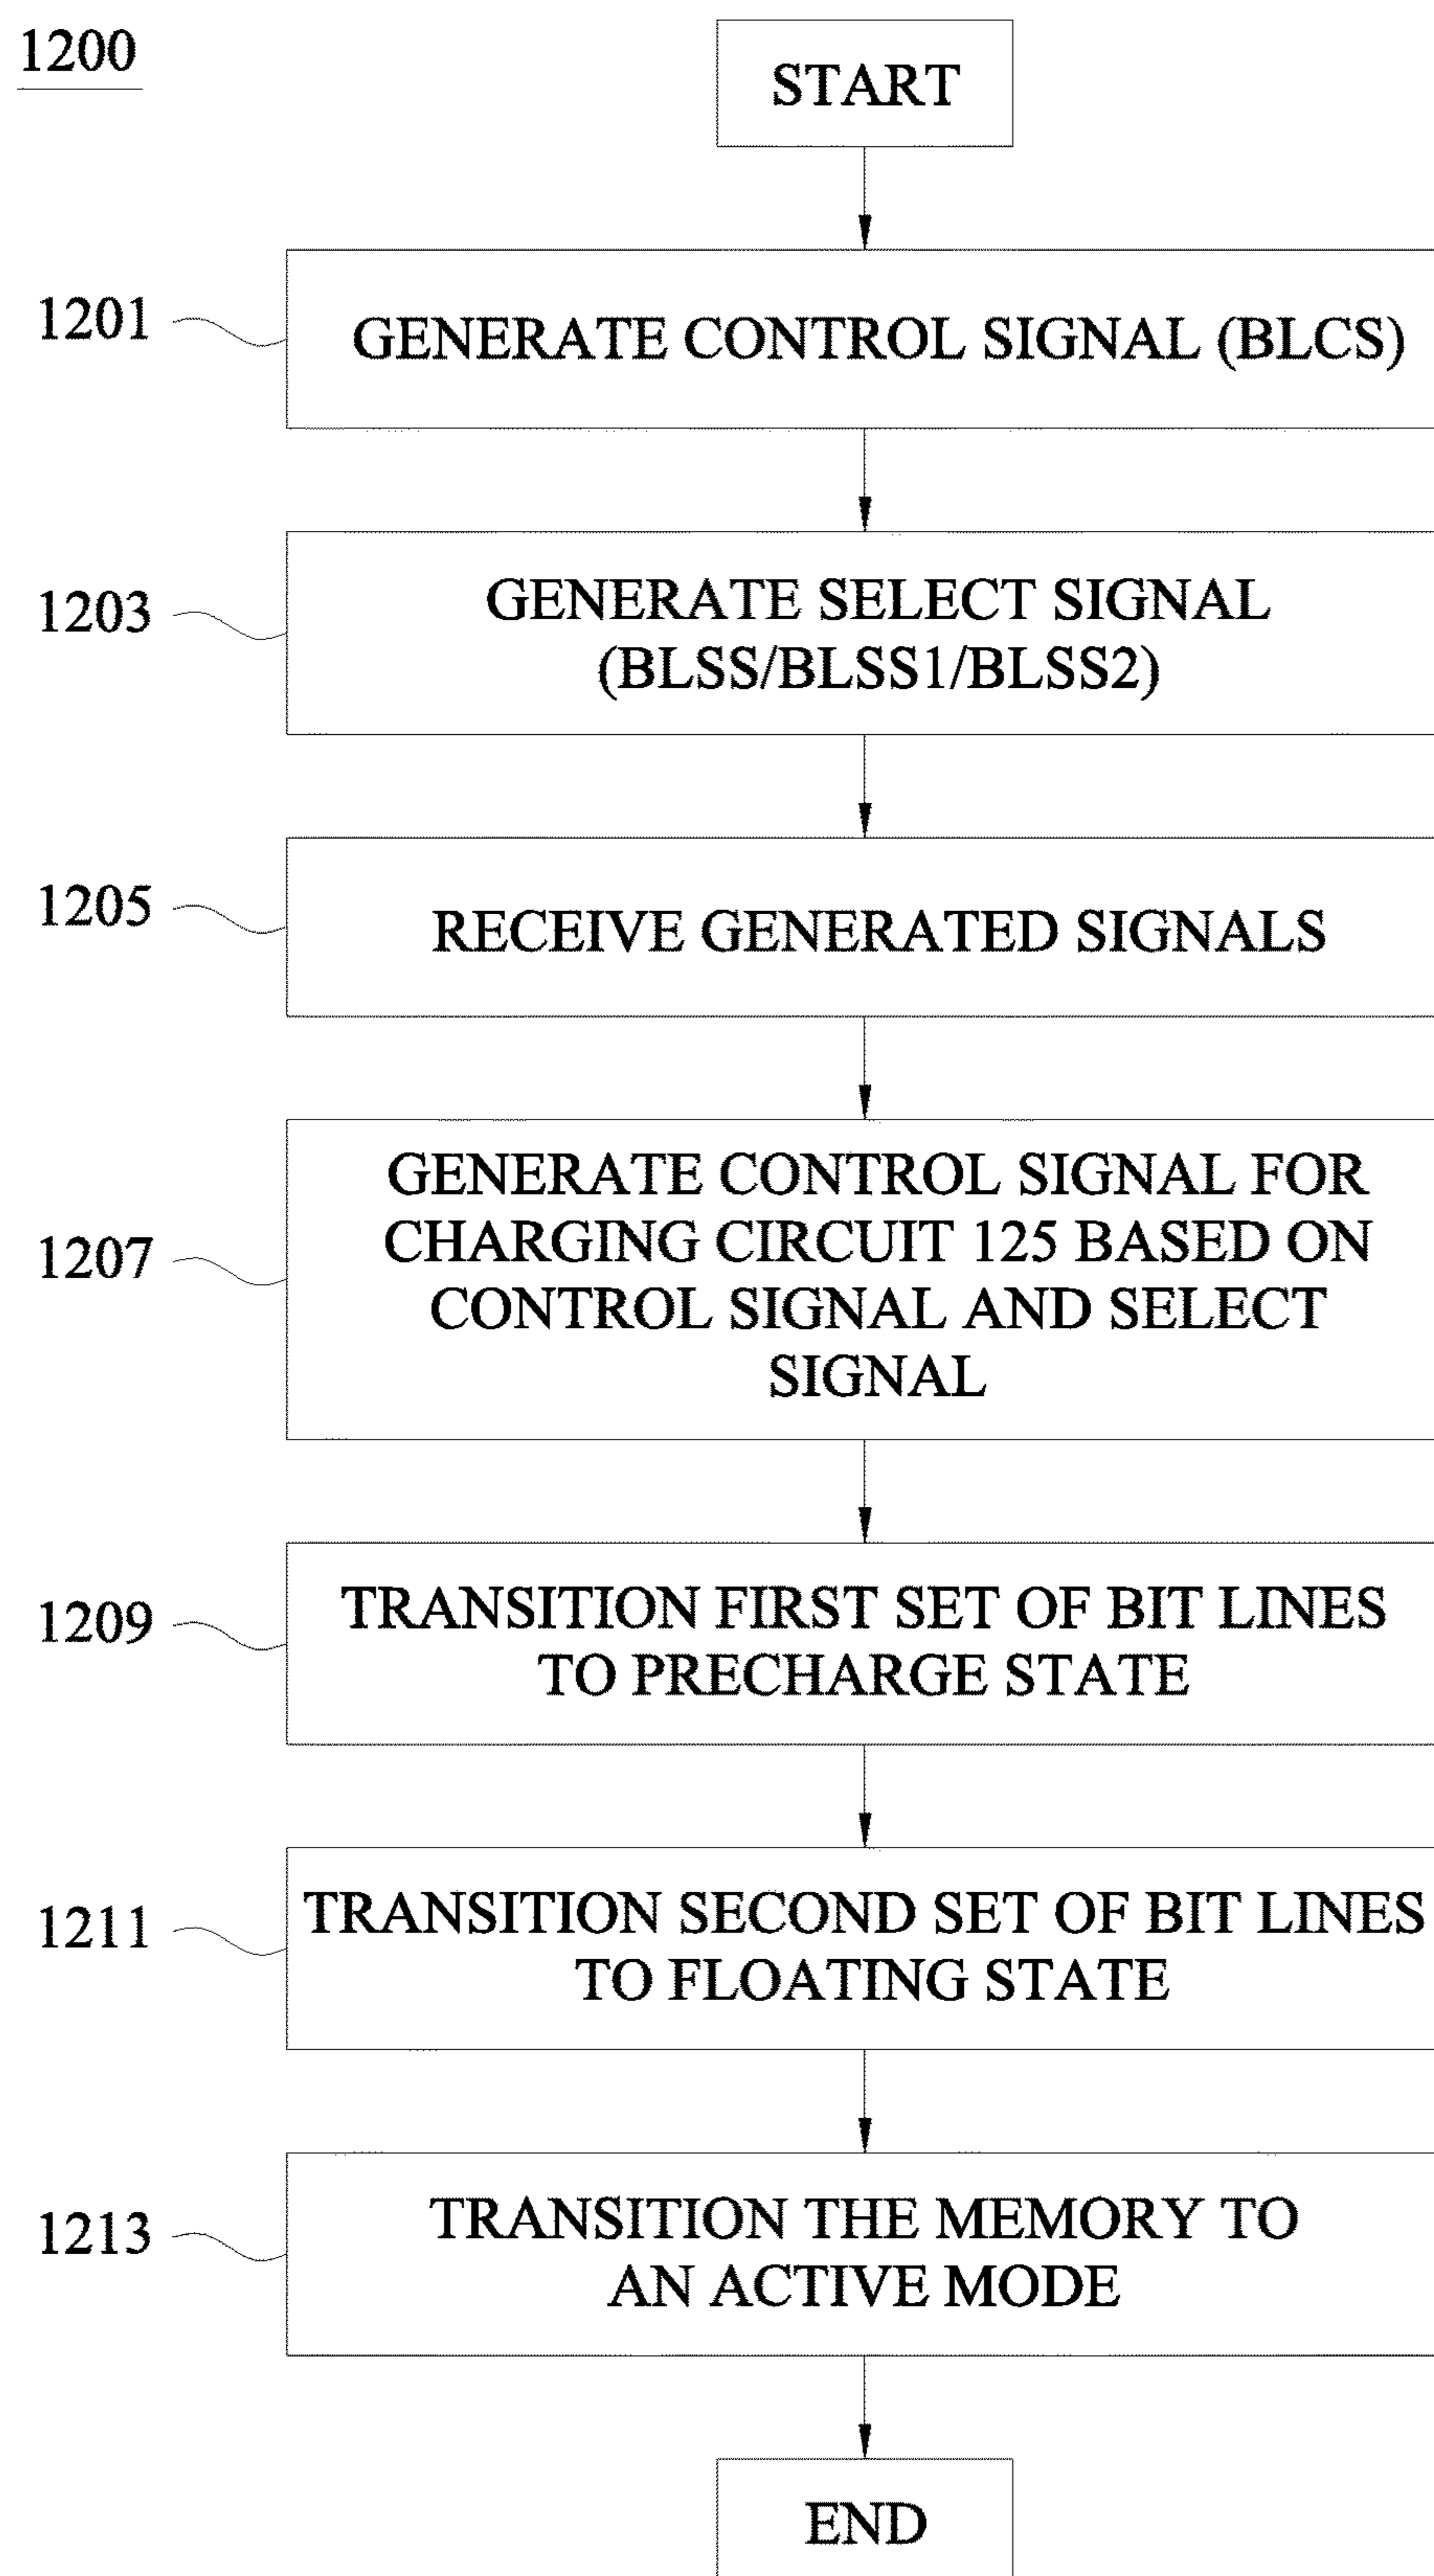 1200
START
1201
GENERATE CONTROL SIGNAL (BLCS)
1203
GENERATE SELECT SIGNAL
(BLSS/BLSS1/BLSS2)
1205
RECEIVE GENERATED SIGNALS
1207
GENERATE CONTROL SIGNAL FOR
CHARGING CIRCUIT 125 BASED ON
CONTROL SIGNAL AND SELECT
SIGNAL
1209
TRANSITION FIRST SET OF BIT LINES
TO PRECHARGE STATE
1211
TRANSITION SECOND SET OF BIT LINES
TO FLOATING STATE
1213
TRANSITION THE MEMORY TO
AN ACTIVE MODE
END